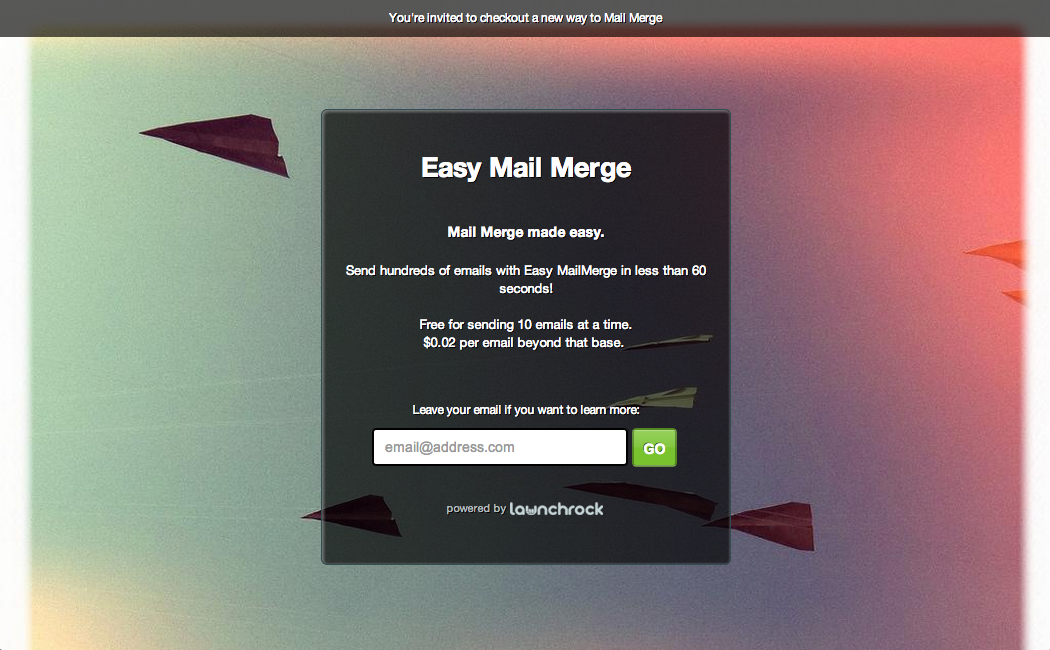 You're invited to checkout a new way to Mail Merge
Easy Mail Merge
Mail Merge made easy.
Send hundreds of emails with Easy MailMerge in less than 60
seconds!
Free for sending 10 emails at a time.
$0.02 per email beyond that base.
Leave your email if you want to learn more:
email@address.com GO
powered by launchrock